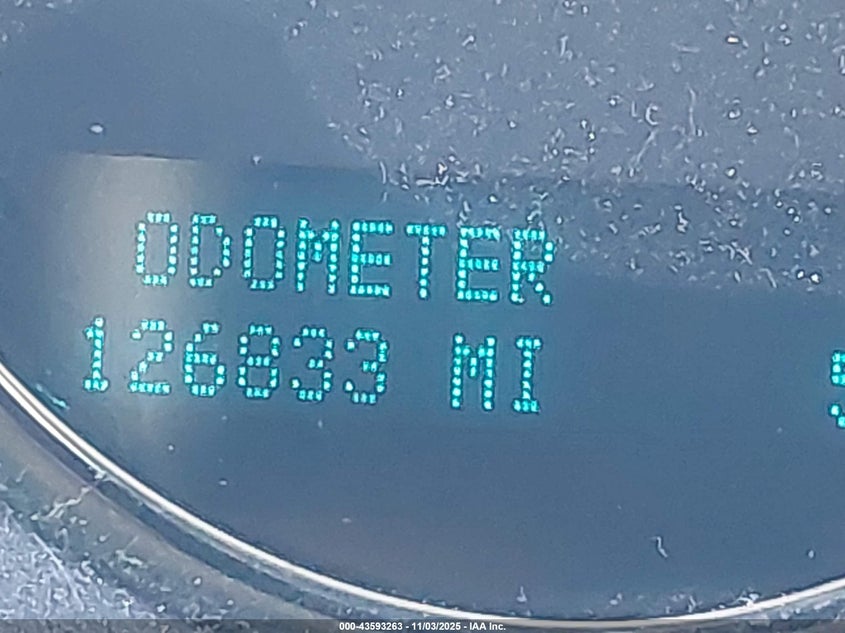 ODOMETER
126833 MI
000-43593263 - 11/03/2025 - IAA Inc.